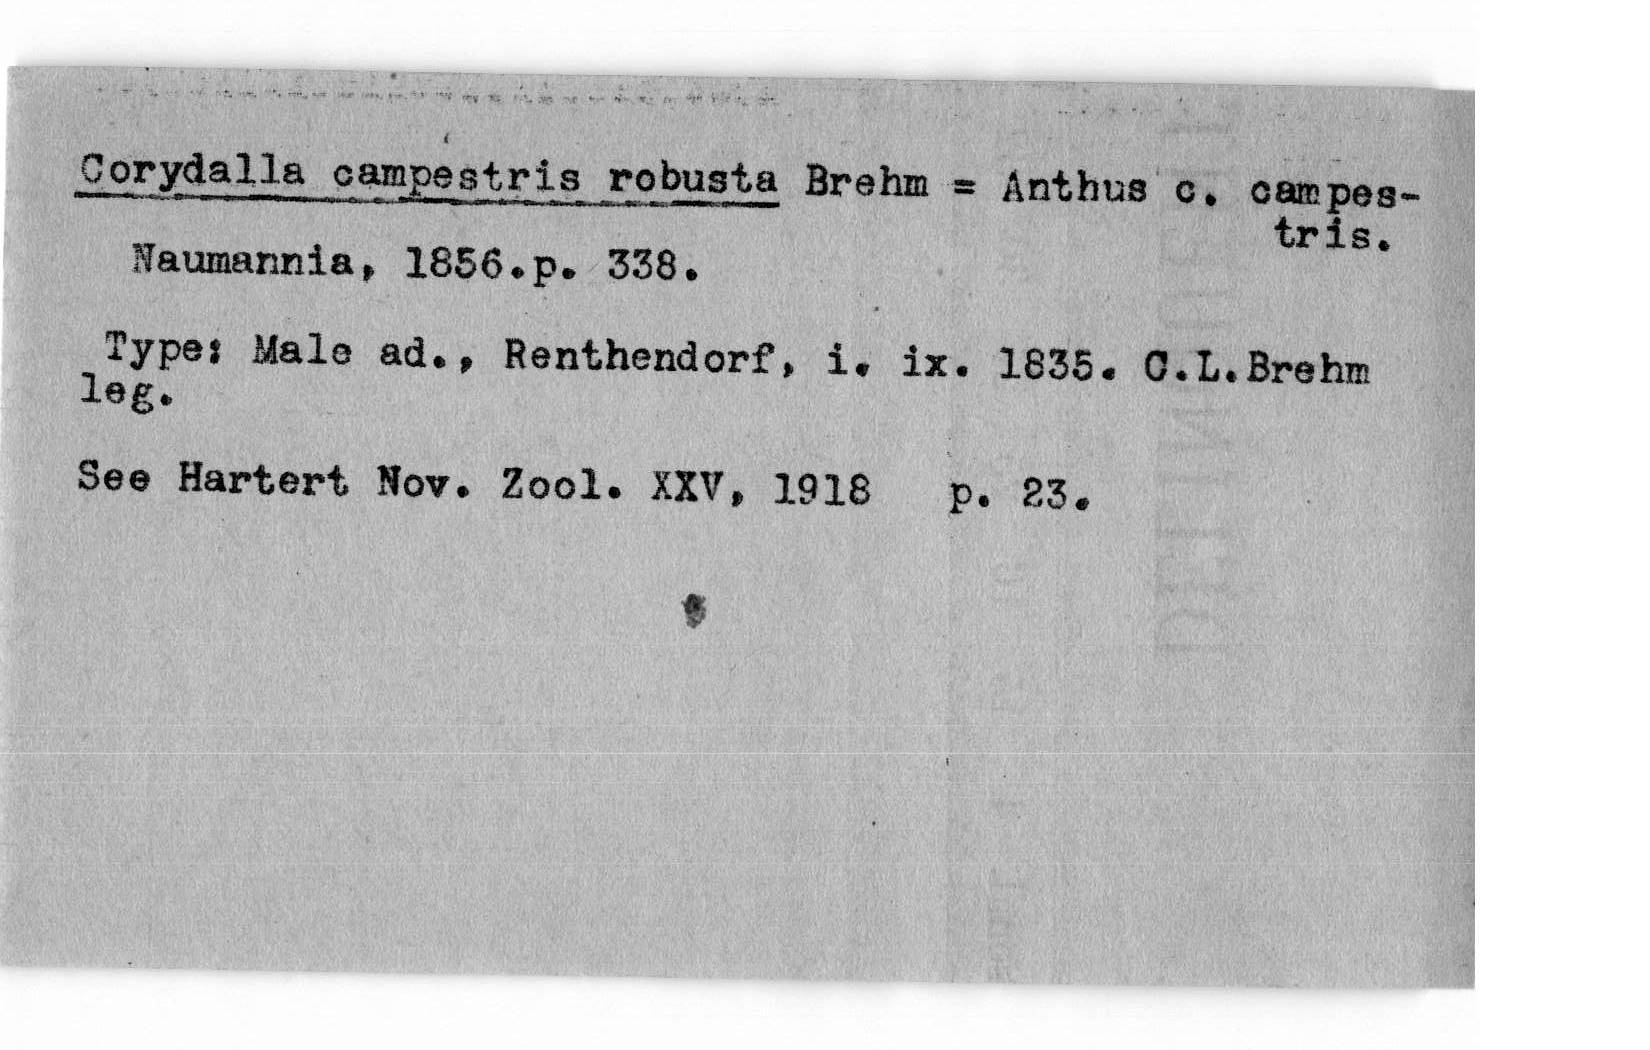 Corydalla campestris robusta Brehm = Anthus c. campes-
tris.
Naumannia, 1856.p. 338.
Type: Male ad., Renthendorf, i. ix. 1835. C.L.Brehm
leg.
See Hartert Nov. Zool. XXV, 1918 p. 23.